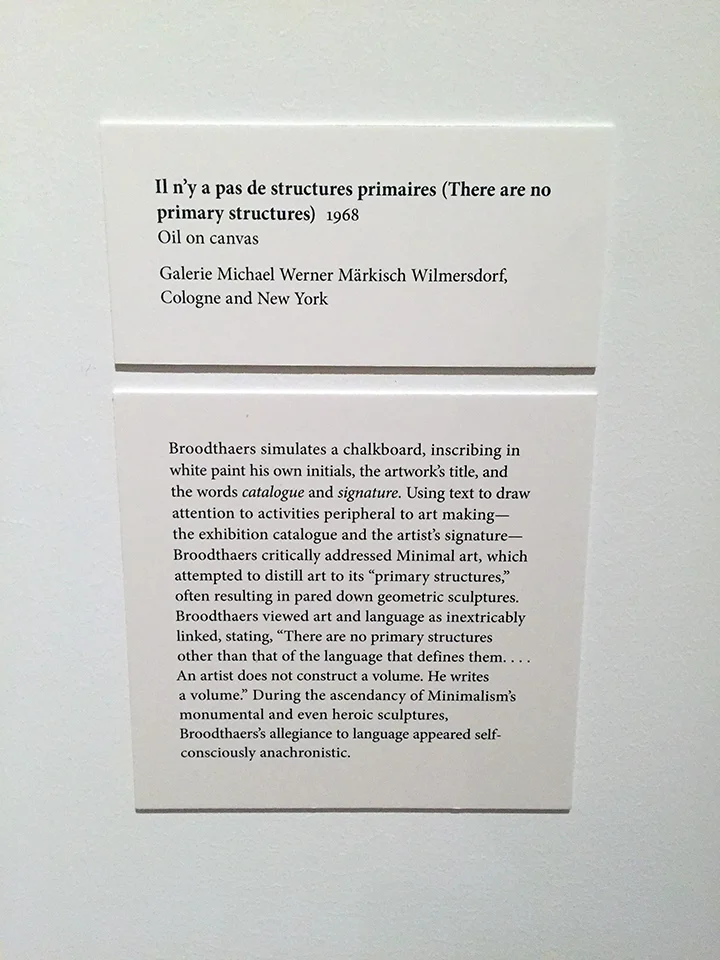 Il n'y a pas de structures primaires (There are no
primary structures) 1968
Oil on canvas
Galerie Michael Werner Märkisch Wilmersdorf,
Cologne and New York
Broodthaers simulates a chalkboard, inscribing in
white paint his own initials, the artwork's title, and
the words catalogue and signature. Using text to draw
attention to activities peripheral to art making—
the exhibition catalogue and the artist's signature—
Broodthaers critically addressed Minimal art, which
attempted to distill art to its “primary structures,”
often resulting in pared down geometric sculptures.
Broodthaers viewed art and language as inextricably
linked, stating, “There are no primary structures
other than that of the language that defines them. . . .
An artist does not construct a volume. He writes
a volume.” During the ascendancy of Minimalism's
monumental and even heroic sculptures,
Broodthaers's allegiance to language appeared self-
consciously anachronistic.